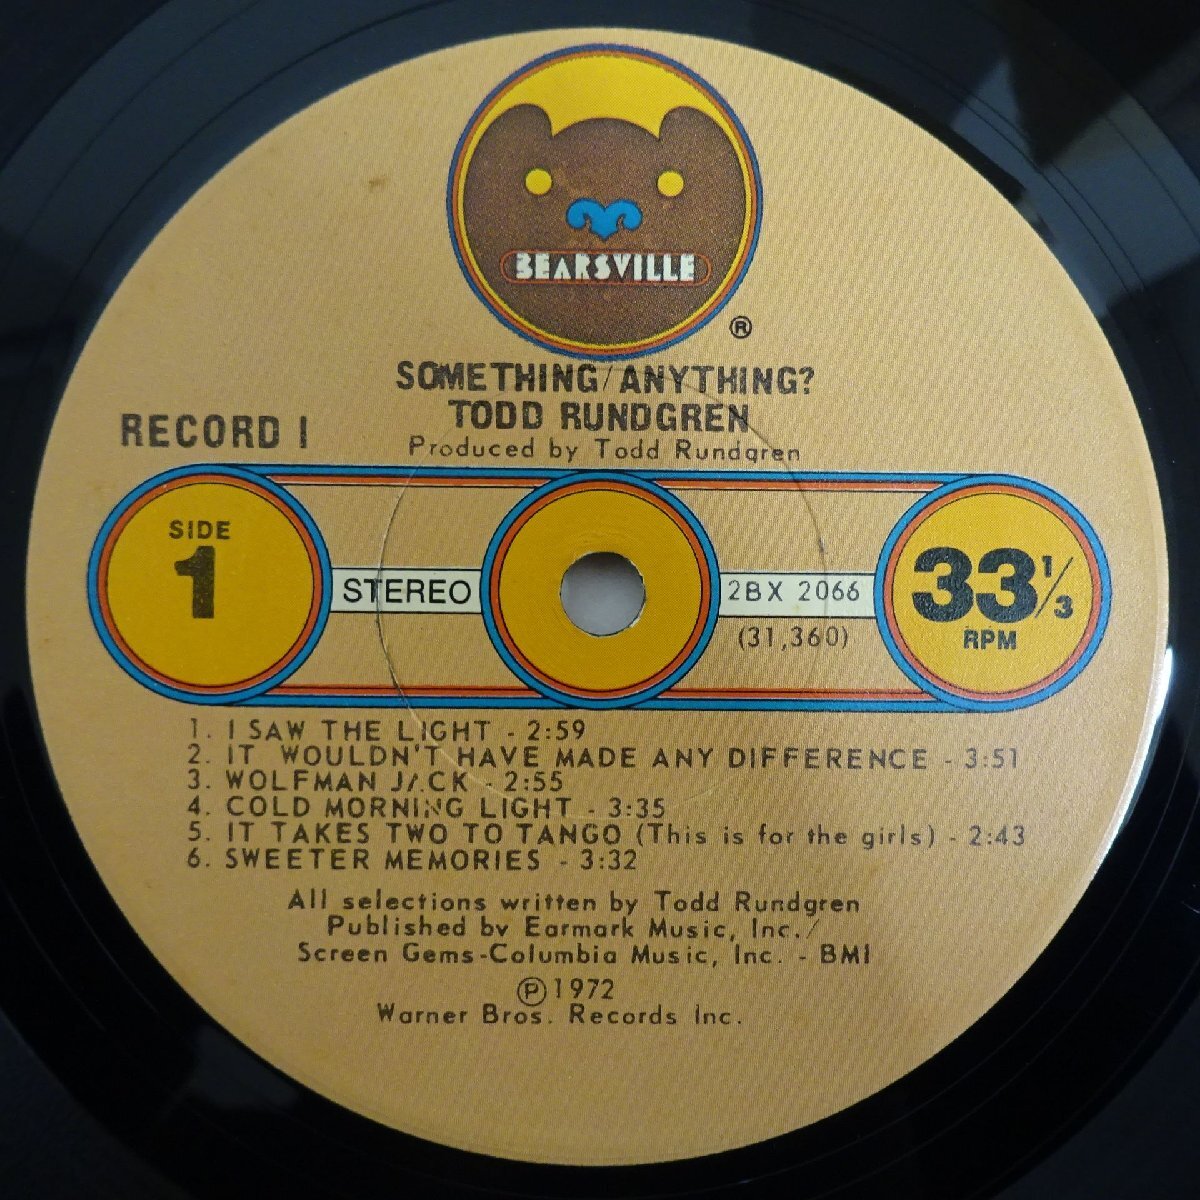 BEARSVILLE
®
SOMETHING/ANYTHING?
TODD RUNDGREN
RECORD 1
Produced by Todd Rundgren
SIDE
1
STEREO
2BX 2066
(31,360)
33 1/3
RPM
1. I SAW THE LIGHT - 2:59
2. IT WOULDN'T HAVE MADE ANY DIFFERENCE - 3:51
3. WOLFMAN JACK - 2:55
4. COLD MORNING LIGHT - 3:35
5. IT TAKES TWO TO TANGO (This is for the girls) - 2:43
6. SWEETER MEMORIES - 3:32
All selections written by Todd Rundgren
Published by Earmark Music, Inc./
Screen Gems-Columbia Music, Inc. - BMI
℗1972
Warner Bros. Records Inc.